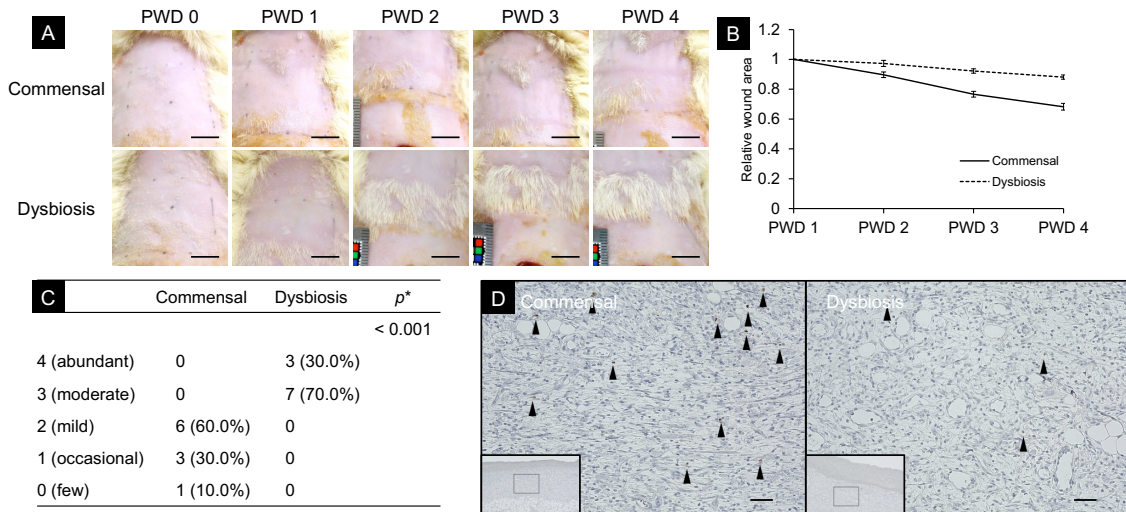 A
PWD 0 PWD 1 PWD 2 PWD 3 PWD 4
Commensal
Dysbiosis
B
Relative wound area
1.2
1
0.8
0.6
0.4
0.2
0
Commensal
Dysbiosis
PWD 1 PWD 2 PWD 3 PWD 4
C
Commensal Dysbiosis p*
< 0.001
4 (abundant) 0 3 (30.0%)
3 (moderate) 0 7 (70.0%)
2 (mild) 6 (60.0%) 0
1 (occasional) 3 (30.0%) 0
0 (few) 1 (10.0%) 0
D
Commensal
Dysbiosis